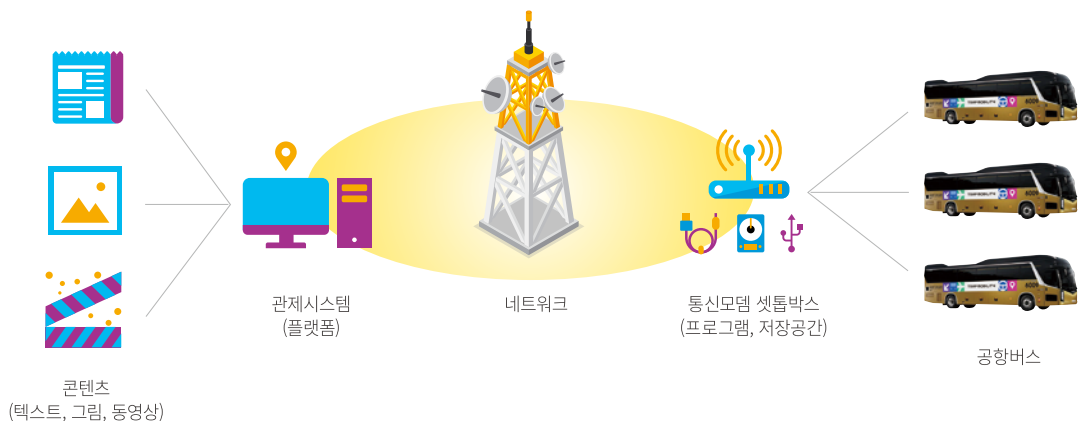 관제시스템
(플랫폼)
네트워크
통신모뎀 셋톱박스
(프로그램, 저장공간)
공항버스
콘텐츠
(텍스트, 그림, 동영상)